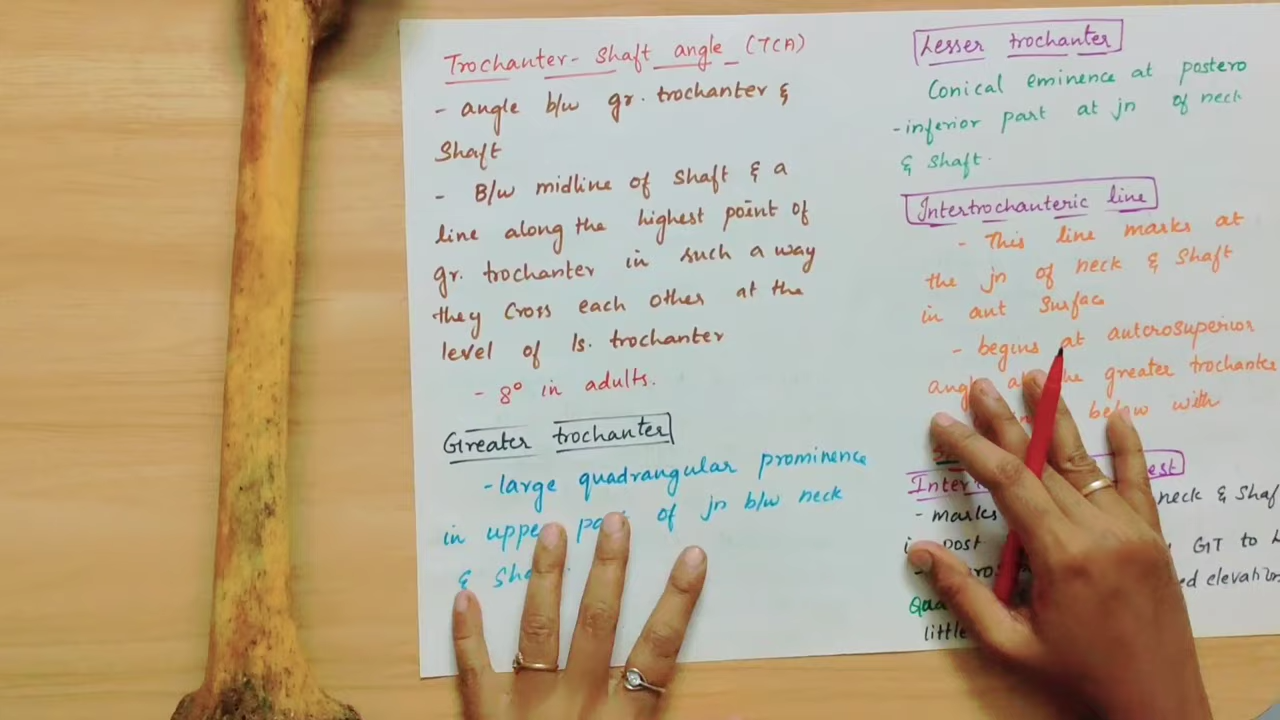 Trochanter-Shaft angle (TCA)
- angle b/w gr. trochanter &
Shaft
- B/w midline of shaft & a
line along the highest point of
gr. trochanter in such a way
they cross each other at the
level of ls. trochanter
- 8° in adults.
Greater trochanter
- large quadrangular prominence
in upper part of jn b/w neck
&
Lesser trochanter
Conical eminence at postero
-inferior part at jn of neck
& shaft.
Intertrochanteric line
- This line marks at
the jn of neck & shaft
in ant surface
- begins at anterosuperior
the greater trochanter
below with
- marks neck &
post GT to
elevation
little